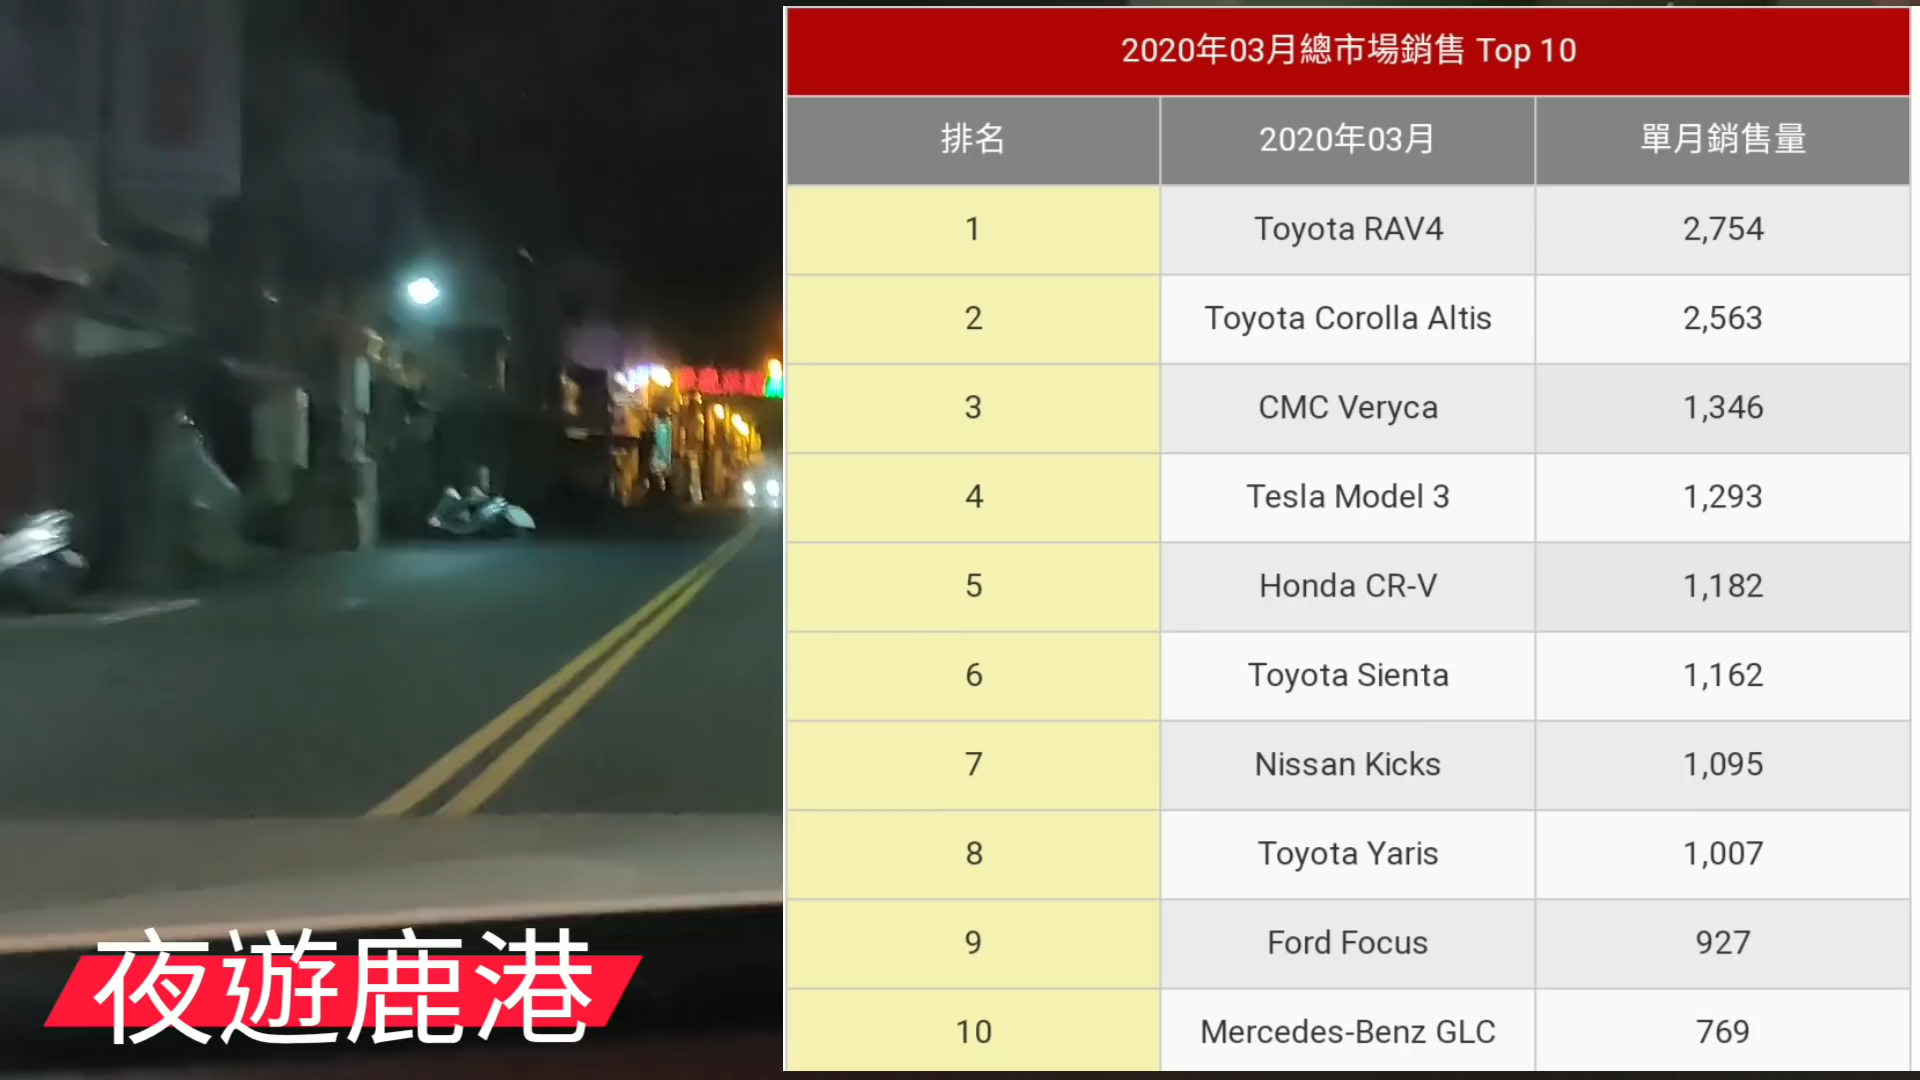 2020年03月總市場銷售 Top 10
排名 2020年03月 單月銷售量
1 Toyota RAV4 2,754
2 Toyota Corolla Altis 2,563
3 CMC Veryca 1,346
4 Tesla Model 3 1,293
5 Honda CR-V 1,182
6 Toyota Sienta 1,162
7 Nissan Kicks 1,095
8 Toyota Yaris 1,007
9 Ford Focus 927
10 Mercedes-Benz GLC 769
夜遊鹿港